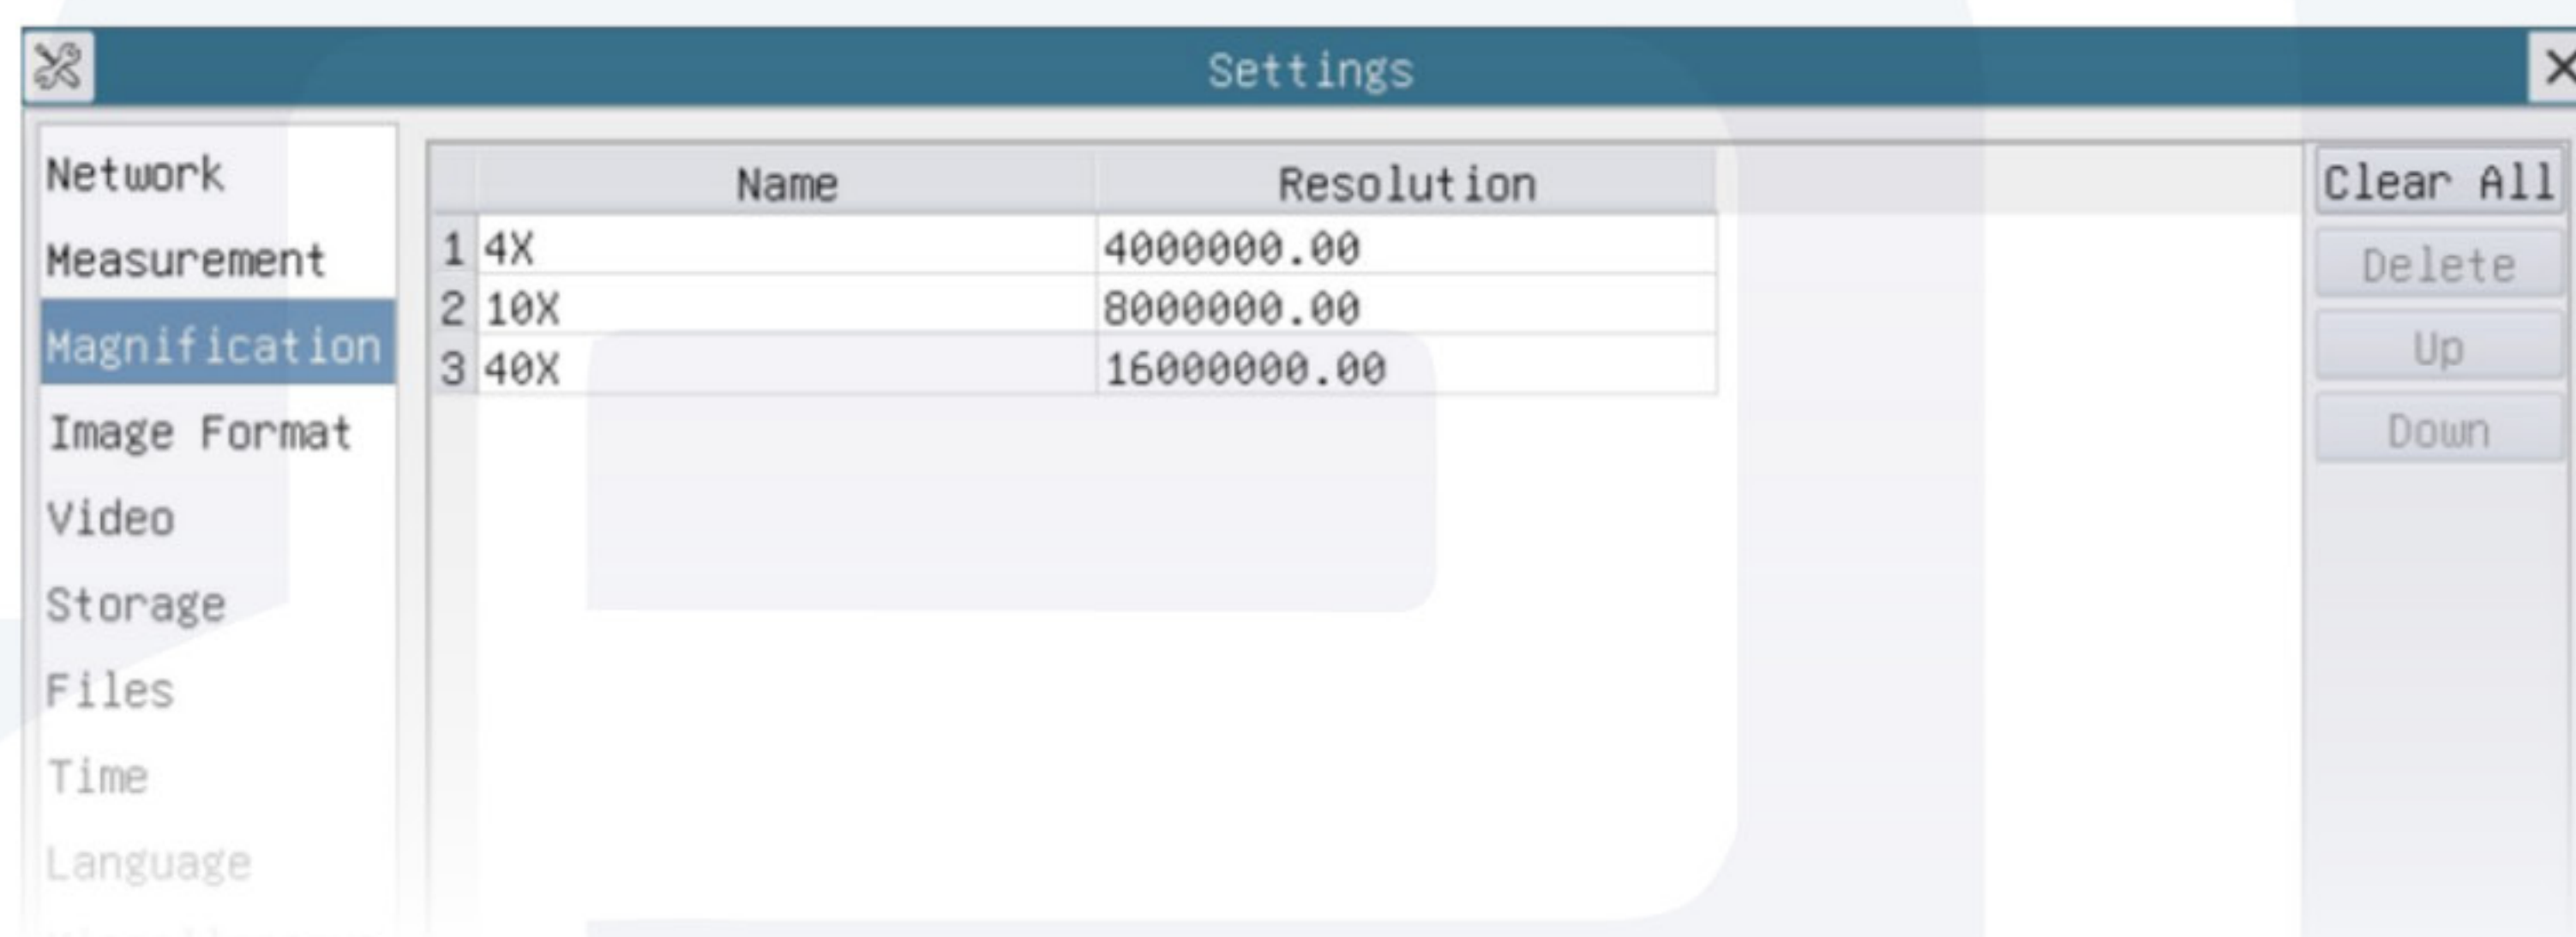 Settings
Network
Measurement
Magnification
Image Format
Video
Storage
Files
Time
Language
Name Resolution
1 4X 4000000.00
2 10X 8000000.00
3 40X 16000000.00
Clear All
Delete
Up
Down